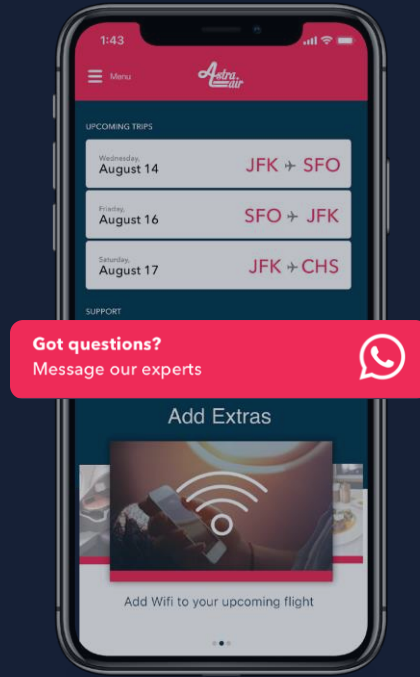 1:43
Menu
Astra
air
UPCOMING TRIPS
Wednesday,
August 14
JFK SFO
Frieday,
August 16
SFO JFK
Saturday,
August 17
JFK CHS
SUPPORT
Got questions?
Message our experts
Add Extras
Add Wifi to your upcoming flight